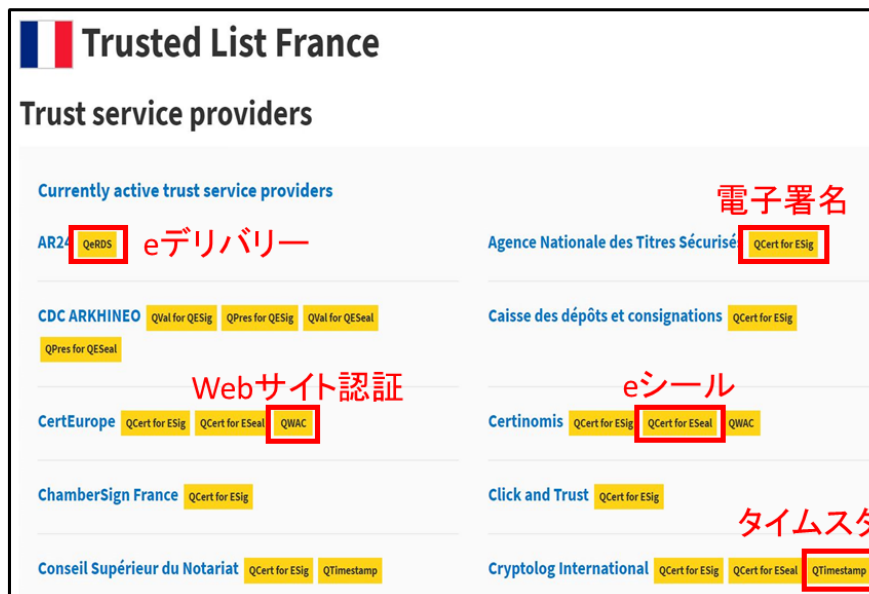 Trusted List France
Trust service providers
Currently active trust service providers
電子署名
AR24 QeRDS eデリバリー
Agence Nationale des Titres Sécurisés QCert for ESig
CDC ARKHINEO QVal for QESig QPres for QESig QVal for QESeal
QPres for QESeal
Caisse des dépôts et consignations QCert for ESig
Webサイト認証
eシール
CertEurope QCert for ESig QCert for ESeal QWAC
Certinomis QCert for ESig QCert for ESeal QWAC
ChamberSign France QCert for ESig
Click and Trust QCert for ESig
タイムスタ
Conseil Supérieur du Notariat QCert for ESig QTimestamp
Cryptolog International QCert for ESig QCert for ESeal QTimestamp